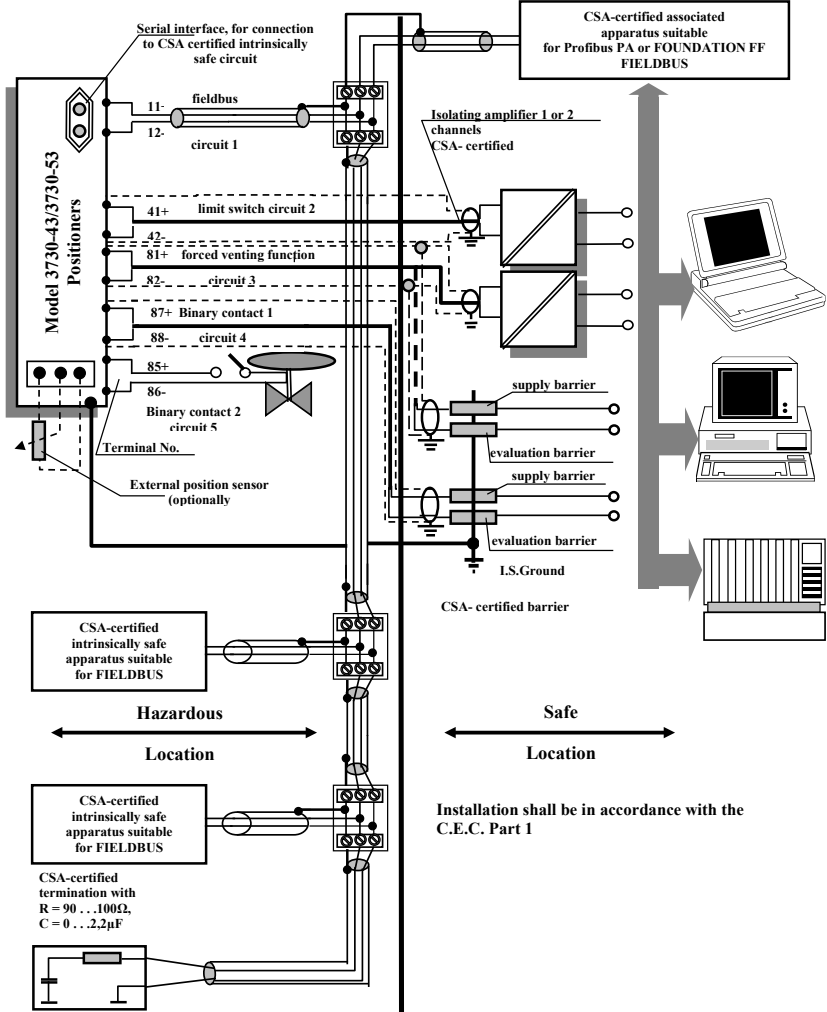 Serial interface, for connection
to CSA certified intrinsically
safe circuit
CSA-certified associated
apparatus suitable
for Profibus PA or FOUNDATION FF
FIELDBUS
Model 3730-43/3730-53
Positioners
11-
fieldbus
12-
circuit 1
Isolating amplifier 1 or 2
channels
CSA- certified
41+
limit switch circuit 2
42-
81+
forced venting function
82-
circuit 3
87+
Binary contact 1
88-
circuit 4
85+
86-
Binary contact 2
circuit 5
Terminal No.
External position sensor
(optionally
supply barrier
evaluation barrier
supply barrier
evaluation barrier
I.S.Ground
CSA- certified barrier
CSA-certified
intrinsically safe
apparatus suitable
for FIELDBUS
Hazardous
Location
Safe
Location
CSA-certified
intrinsically safe
apparatus suitable
for FIELDBUS
Installation shall be in accordance with the
C.E.C. Part 1
CSA-certified
termination with
R = 90 . . .100Ω,
C = 0 . . .2,2µF